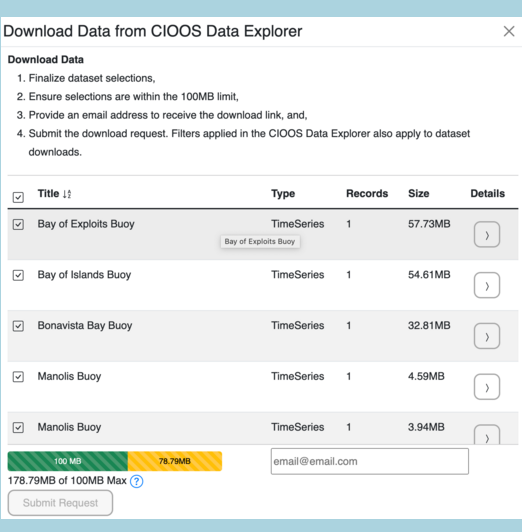 Download Data from CIOOS Data Explorer
Download Data
1. Finalize dataset selections,
2. Ensure selections are within the 100MB limit,
3. Provide an email address to receive the download link, and,
4. Submit the download request. Filters applied in the CIOOS Data Explorer also apply to dataset
downloads.
Title Type Records Size Details
Bay of Exploits Buoy TimeSeries 1 57.73MB
Bay of Exploits Buoy
Bay of Islands Buoy TimeSeries 1 54.61MB
Bonavista Bay Buoy TimeSeries 1 32.81MB
Manolis Buoy TimeSeries 1 4.59MB
Manolis Buoy TimeSeries 1 3.94MB
100 MB 78.79MB email@email.com
178.79MB of 100MB Max ?
Submit Request